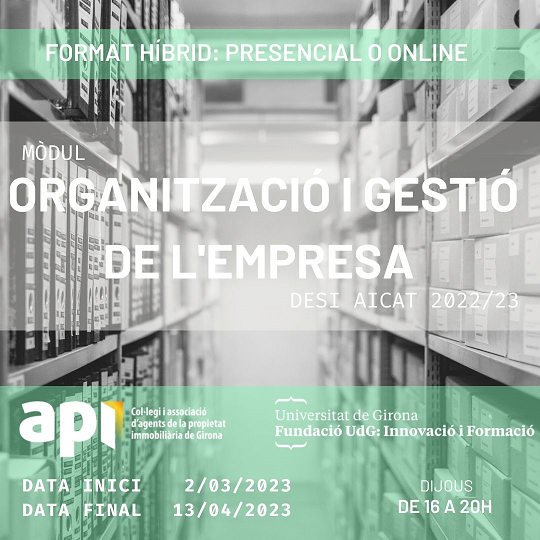 FORMAT HÍBRID: PRESENCIAL O ONLINE
MÒDUL
ORGANITZACIÓ I GESTIÓ
DE L'EMPRESA
DESI AICAT 2022/23
api
Col·legi i associació
d'agents de la propietat
immobiliària de Girona
Universitat de Girona
Fundació UdG: Innovació i Formació
DATA INICI 2/03/2023
DATA FINAL 13/04/2023
DIJOUS
DE 16 A 20H